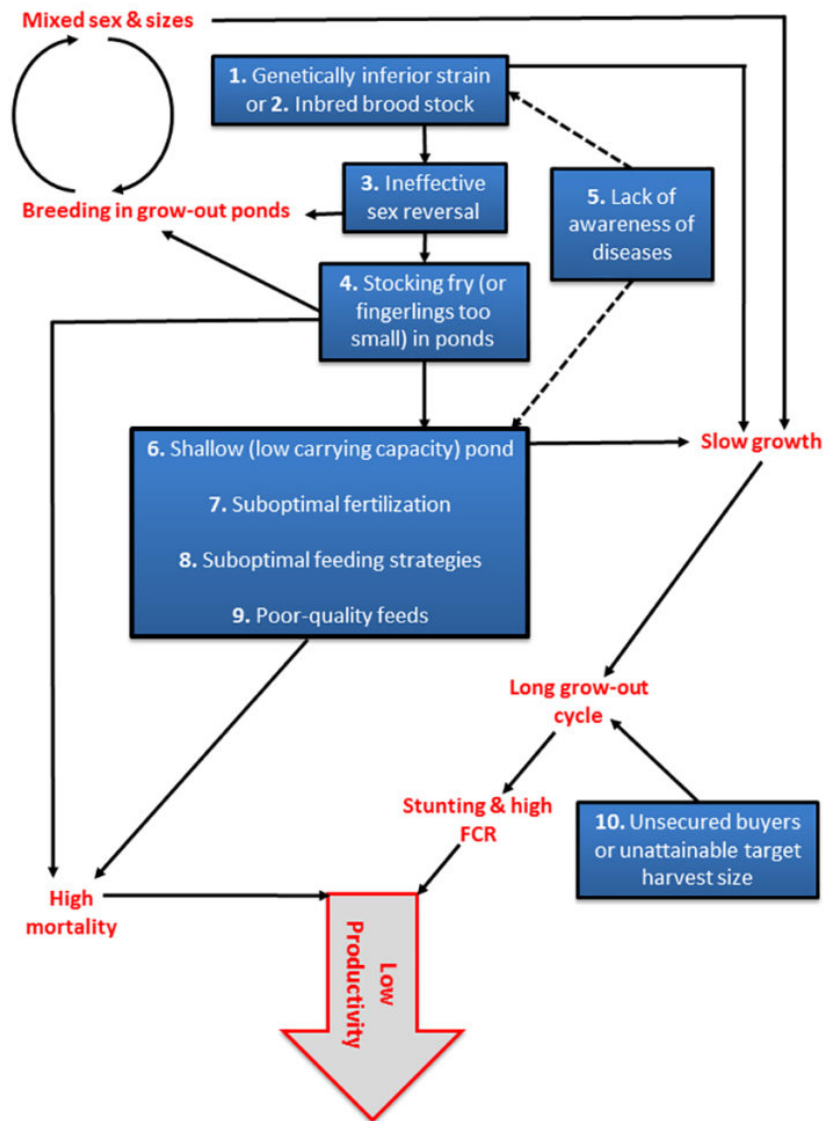 Mixed sex & sizes
1. Genetically inferior strain
or 2. Inbred brood stock
3. Ineffective
sex reversal
5. Lack of
awareness of
diseases
Breeding in grow-out ponds
4. Stocking fry (or
fingerlings too
small) in ponds
6. Shallow (low carrying capacity) pond
7. Suboptimal fertilization
8. Suboptimal feeding strategies
9. Poor-quality feeds
Slow growth
Long grow-out
cycle
Stunting & high
FCR
10. Unsecured buyers
or unattainable target
harvest size
High
mortality
Low
Productivity